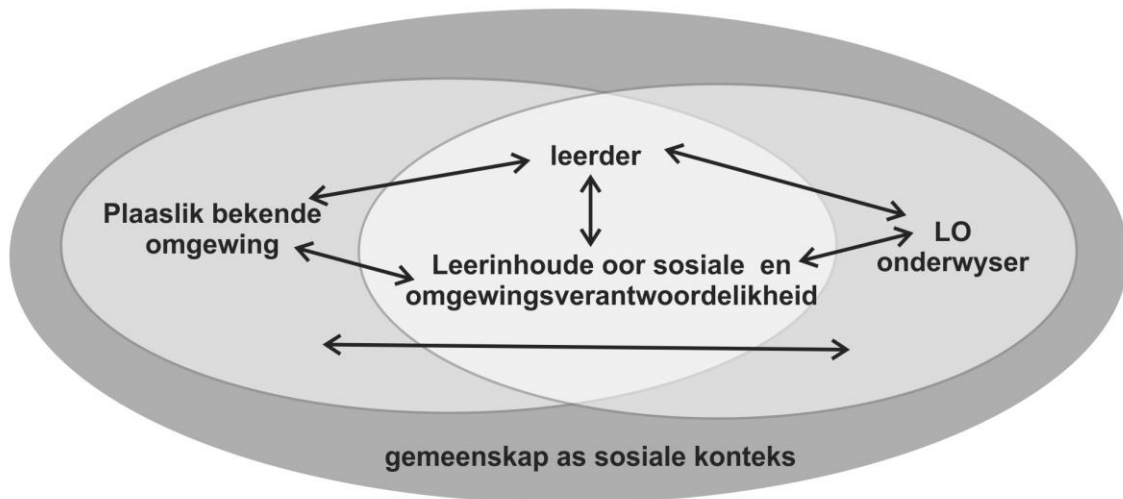 leerder
Plaaslik bekende
omgewing
LO
onderwyser
Leerinhoude oor sosiale en
omgewingsverantwoordelikheid
gemeenskap as sosiale konteks